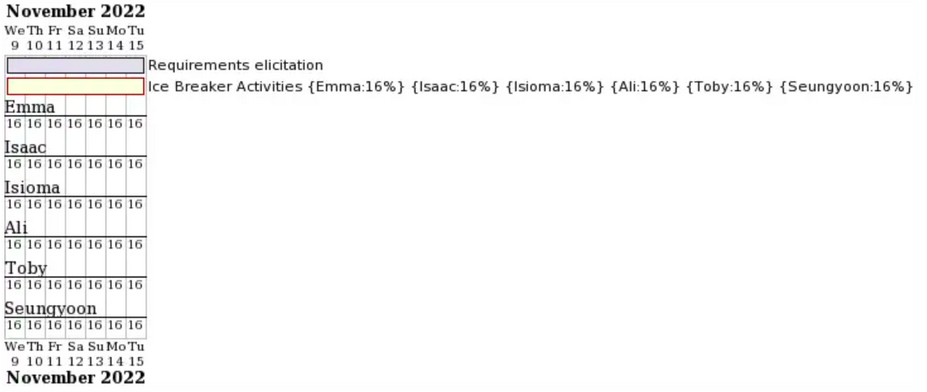 November 2022
We Th Fr Sa Su Mo Tu
9 10 11 12 13 14 15
Requirements elicitation
Ice Breaker Activities {Emma:16%} {Isaac:16%} {Isioma:16%} {Ali:16%} {Toby:16%} {Seungyoon:16%}
Emma
16 16 16 16 16 16 16
Isaac
16 16 16 16 16 16 16
Isioma
16 16 16 16 16 16 16
Ali
16 16 16 16 16 16 16
Toby
16 16 16 16 16 16 16
Seungyoon
16 16 16 16 16 16 16
We Th Fr Sa Su Mo Tu
9 10 11 12 13 14 15
November 2022